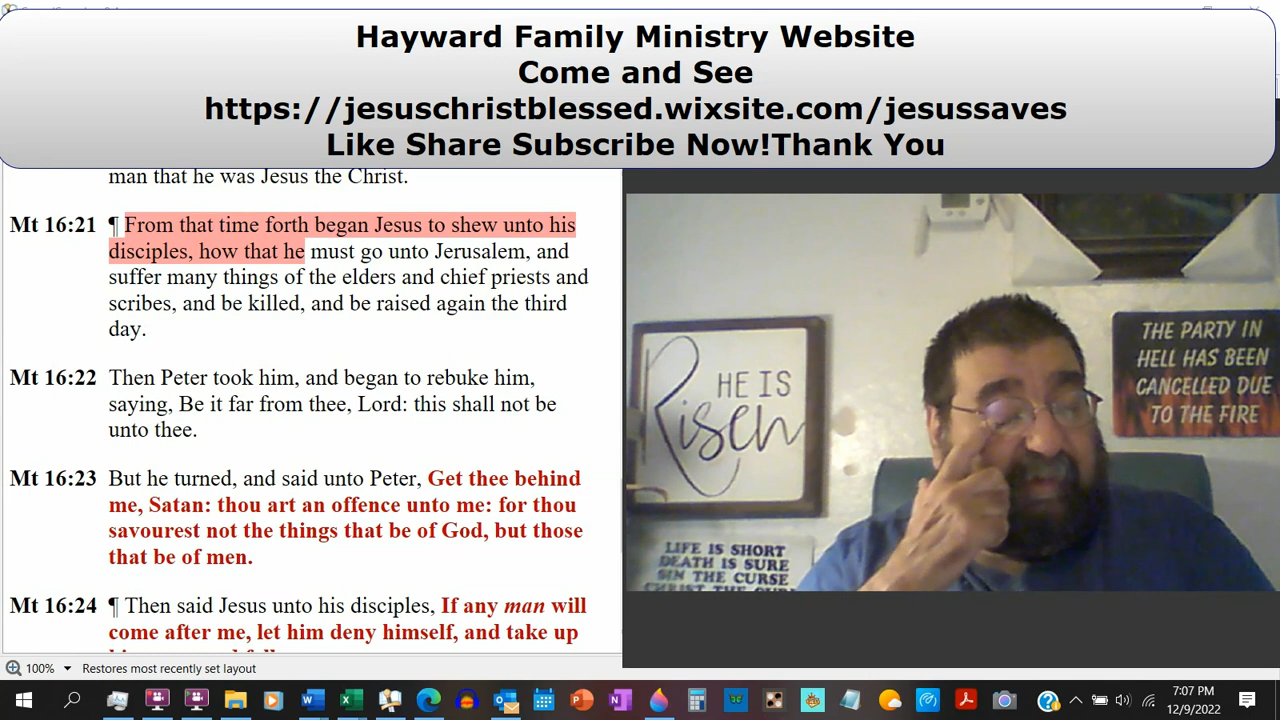 Hayward Family Ministry Website
Come and See
https://jesuschristblessed.wixsite.com/jesussaves
Like Share Subscribe Now!Thank You
man that he was Jesus the Christ.
Mt 16:21 ¶ From that time forth began Jesus to shew unto his
disciples, how that he must go unto Jerusalem, and
suffer many things of the elders and chief priests and
scribes, and be killed, and be raised again the third
day.
Mt 16:22 Then Peter took him, and began to rebuke him,
saying, Be it far from thee, Lord: this shall not be
unto thee.
Mt 16:23 But he turned, and said unto Peter, Get thee behind
me, Satan: thou art an offence unto me: for thou
savourest not the things that be of God, but those
that be of men.
Mt 16:24 ¶ Then said Jesus unto his disciples, If any man will
come after me, let him deny himself, and take up
HE IS
Risen
THE PARTY IN
HELL HAS BEEN
CANCELLED DUE
TO THE FIRE
LIFE IS SHORT
DEATH IS SURE
SIN THE CURSE
100% Restores most recently set layout
7:07 PM
12/9/2022